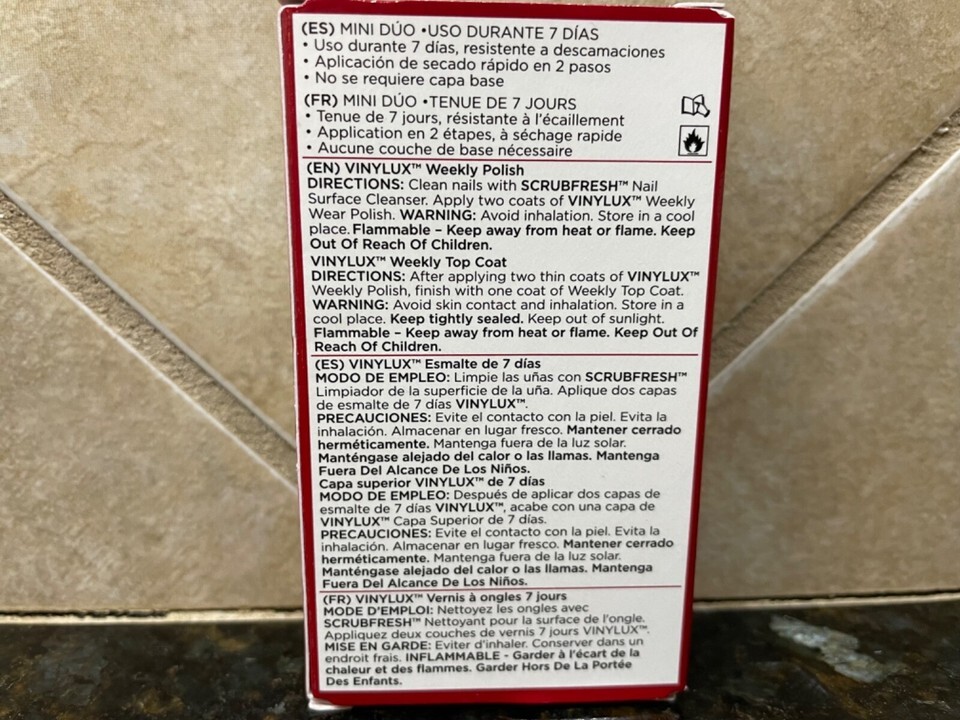 (ES) MINI DÚO •USO DURANTE 7 DÍAS
• Uso durante 7 días, resistente a descamaciones
• Aplicación de secado rápido en 2 pasos
• No se requiere capa base
(FR) MINI DÚO •TENUE DE 7 JOURS
• Tenue de 7 jours, résistante à l'écaillement
• Application en 2 étapes, à séchage rapide
• Aucune couche de base nécessaire
(EN) VINYLUX™ Weekly Polish
DIRECTIONS: Clean nails with SCRUBFRESH™ Nail
Surface Cleanser. Apply two coats of VINYLUX™ Weekly
Wear Polish. WARNING: Avoid inhalation. Store in a cool
place. Flammable – Keep away from heat or flame. Keep
Out Of Reach Of Children.
VINYLUX™ Weekly Top Coat
DIRECTIONS: After applying two thin coats of VINYLUX™
Weekly Polish, finish with one coat of Weekly Top Coat.
WARNING: Avoid skin contact and inhalation. Store in a
cool place. Keep tightly sealed. Keep out of sunlight.
Flammable – Keep away from heat or flame. Keep Out Of
Reach Of Children.
(ES) VINYLUX™ Esmalte de 7 días
MODO DE EMPLEO: Limpie las uñas con SCRUBFRESH™
Limpiador de la superficie de la uña. Aplique dos capas
de esmalte de 7 días VINYLUX™.
PRECAUCIONES: Evite el contacto con la piel. Evita la
inhalación. Almacenar en lugar fresco. Mantener cerrado
herméticamente. Mantenga fuera de la luz solar.
Manténgase alejado del calor o las llamas. Mantenga
Fuera Del Alcance De Los Niños.
Capa superior VINYLUX™ de 7 días
MODO DE EMPLEO: Después de aplicar dos capas de
esmalte de 7 días VINYLUX™, acabe con una capa de
VINYLUX™ Capa Superior de 7 días.
PRECAUCIONES: Evite el contacto con la piel. Evita la
inhalación. Almacenar en lugar fresco. Mantener cerrado
herméticamente. Mantenga fuera de la luz solar.
Manténgase alejado del calor o las llamas. Mantenga
Fuera Del Alcance De Los Niños.
(FR) VINYLUX™ Vernis à ongles 7 jours
MODE D'EMPLOI: Nettoyez les ongles avec
SCRUBFRESH™ Nettoyant pour la surface de l'ongle.
Appliquez deux couches de vernis 7 jours VINYLUX™.
MISE EN GARDE: Eviter d'inhaler. Conserver dans un
endroit frais. INFLAMMABLE - Garder à l'écart de la
chaleur et des flammes. Garder Hors De La Portée
Des Enfants.